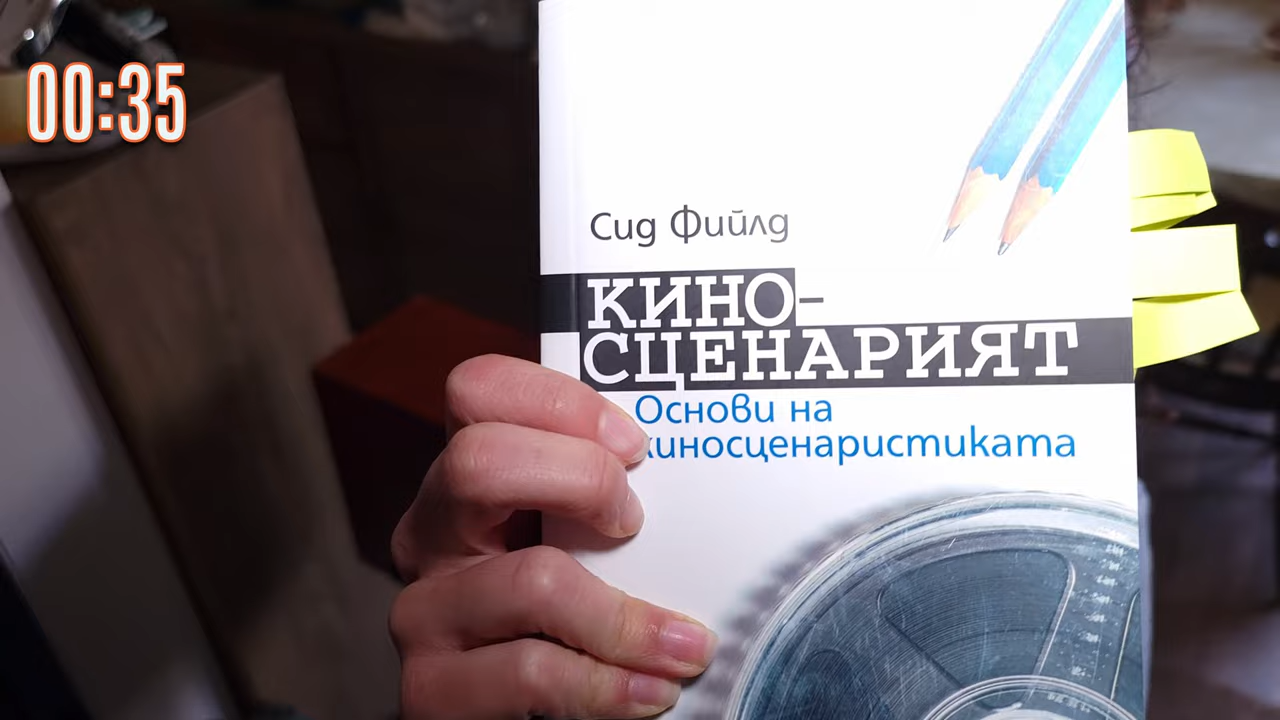 00:35
Сид Фийлд
КИНО-
СЦЕНАРИЯТ
Основи на
киносценаристиката